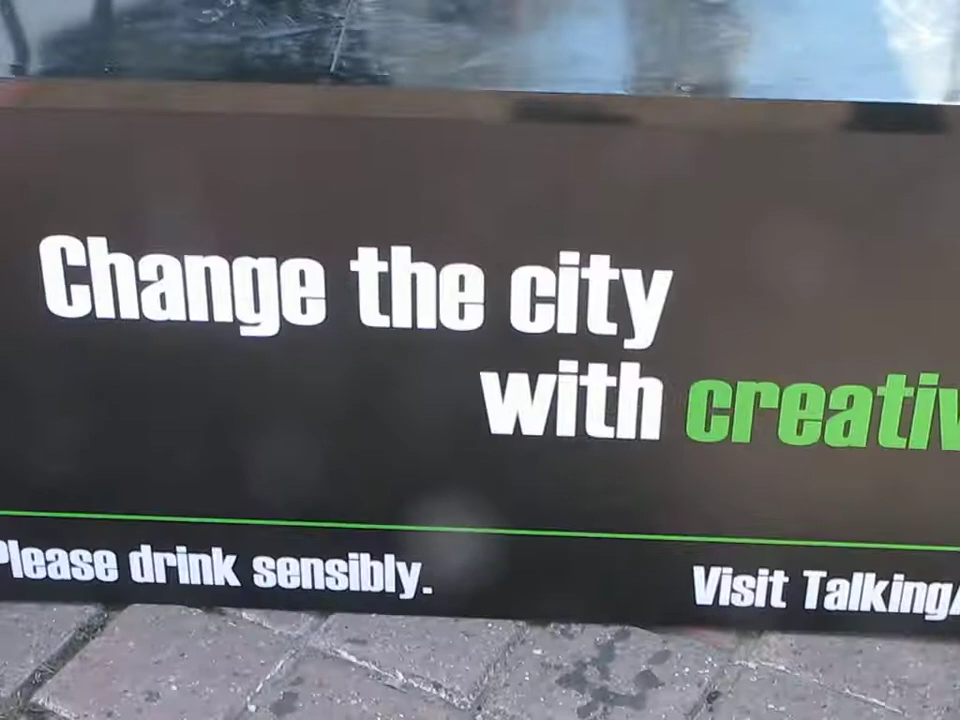 Change the city
with creativ
Please drink sensibly.
Visit Talking